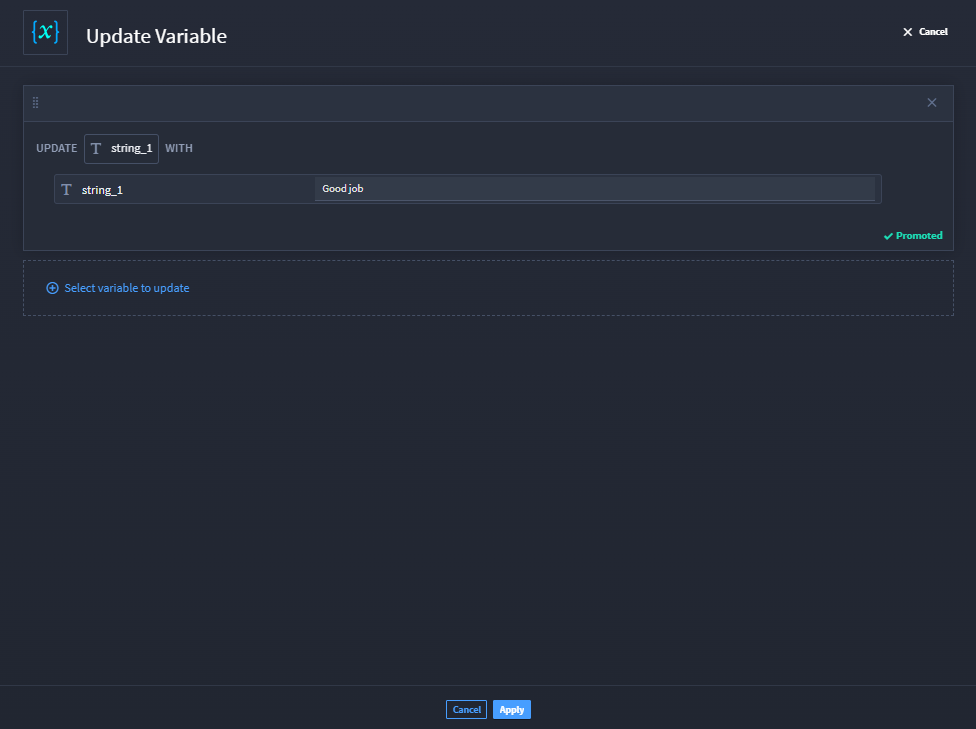 {x} Update Variable
Cancel
UPDATE T string_1 WITH
T string_1 Good job
Promoted
Select variable to update
Cancel Apply